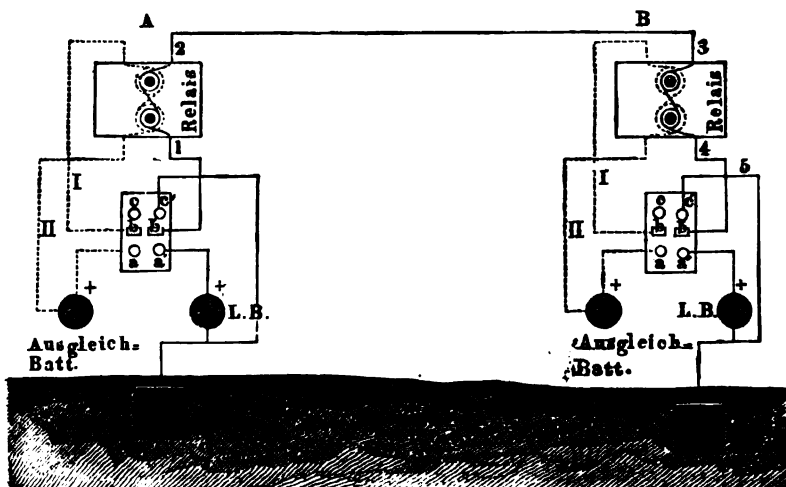 A
B
2
3
Relais
Relais
1
4
5
I
I
II
II
c c'
b b
a a'
c c'
b b
a a'
+
+
+
+
L.B.
L.B.
Ausgleich=
Batt.
Ausgleich=
Batt.